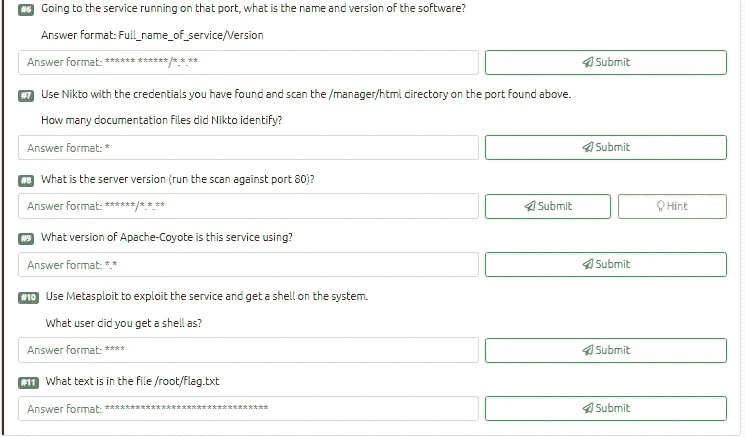 #6 Going to the service running on that port, what is the name and version of the software?
Answer format: Full_name_of_service/Version
Answer format: ****** ******/*.*.**
Submit
#7 Use Nikto with the credentials you have found and scan the /manager/html directory on the port found above.
How many documentation files did Nikto identify?
Answer format: *
Submit
#8 What is the server version (run the scan against port 80)?
Answer format: ******/*.*.**
Submit
Hint
#9 What version of Apache-Coyote is this service using?
Answer format: *.*
Submit
#10 Use Metasploit to exploit the service and get a shell on the system.
What user did you get a shell as?
Answer format: ****
Submit
#11 What text is in the file /root/flag.txt
Answer format: ********************************
Submit